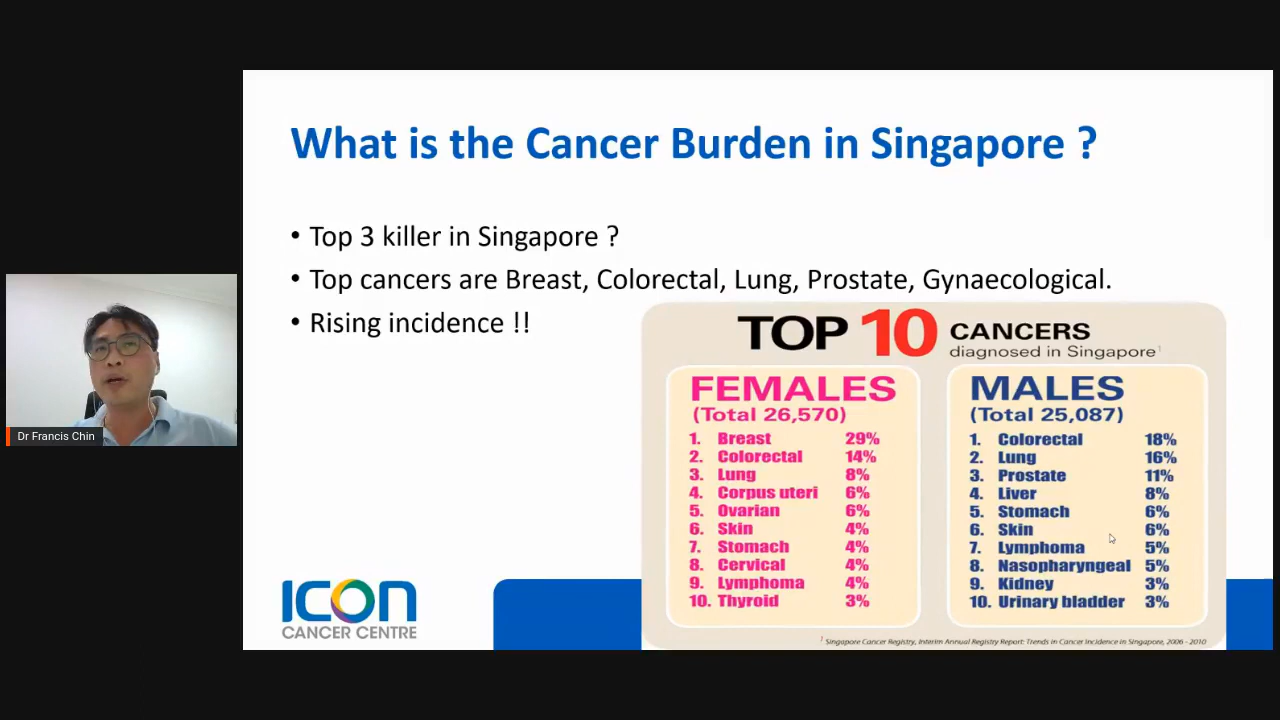 What is the Cancer Burden in Singapore ?
• Top 3 killer in Singapore ?
• Top cancers are Breast, Colorectal, Lung, Prostate, Gynaecological.
• Rising incidence !!
TOP 10 CANCERS
diagnosed in Singapore¹
FEMALES
(Total 26,570)
1. Breast 29%
2. Colorectal 14%
3. Lung 8%
4. Corpus uteri 6%
5. Ovarian 6%
6. Skin 4%
7. Stomach 4%
8. Cervical 4%
9. Lymphoma 4%
10. Thyroid 3%
MALES
(Total 25,087)
1. Colorectal 18%
2. Lung 16%
3. Prostate 11%
4. Liver 8%
5. Stomach 6%
6. Skin 6%
7. Lymphoma 5%
8. Nasopharyngeal 5%
9. Kidney 3%
10. Urinary bladder 3%
¹ Singapore Cancer Registry, Interim Annual Registry Report: Trends in Cancer Incidence in Singapore, 2006 - 2010
ICON
CANCER CENTRE
Dr Francis Chin